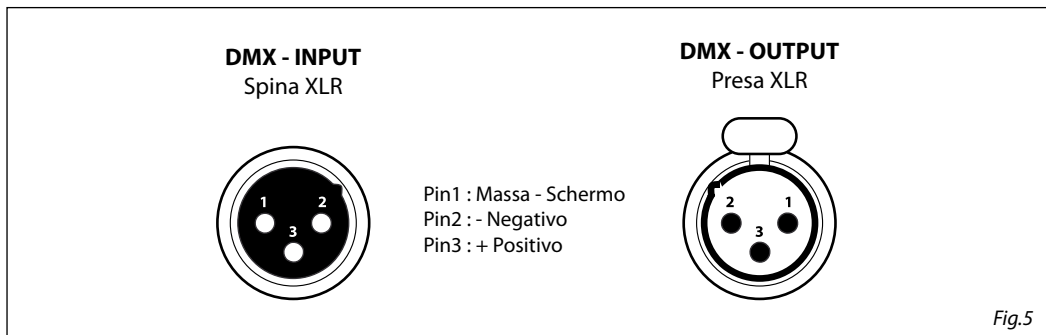 DMX - INPUT
Spina XLR
DMX - OUTPUT
Presa XLR
1 2
3
Pin1 : Massa - Schermo
Pin2 : - Negativo
Pin3 : + Positivo
2 1
3
Fig.5